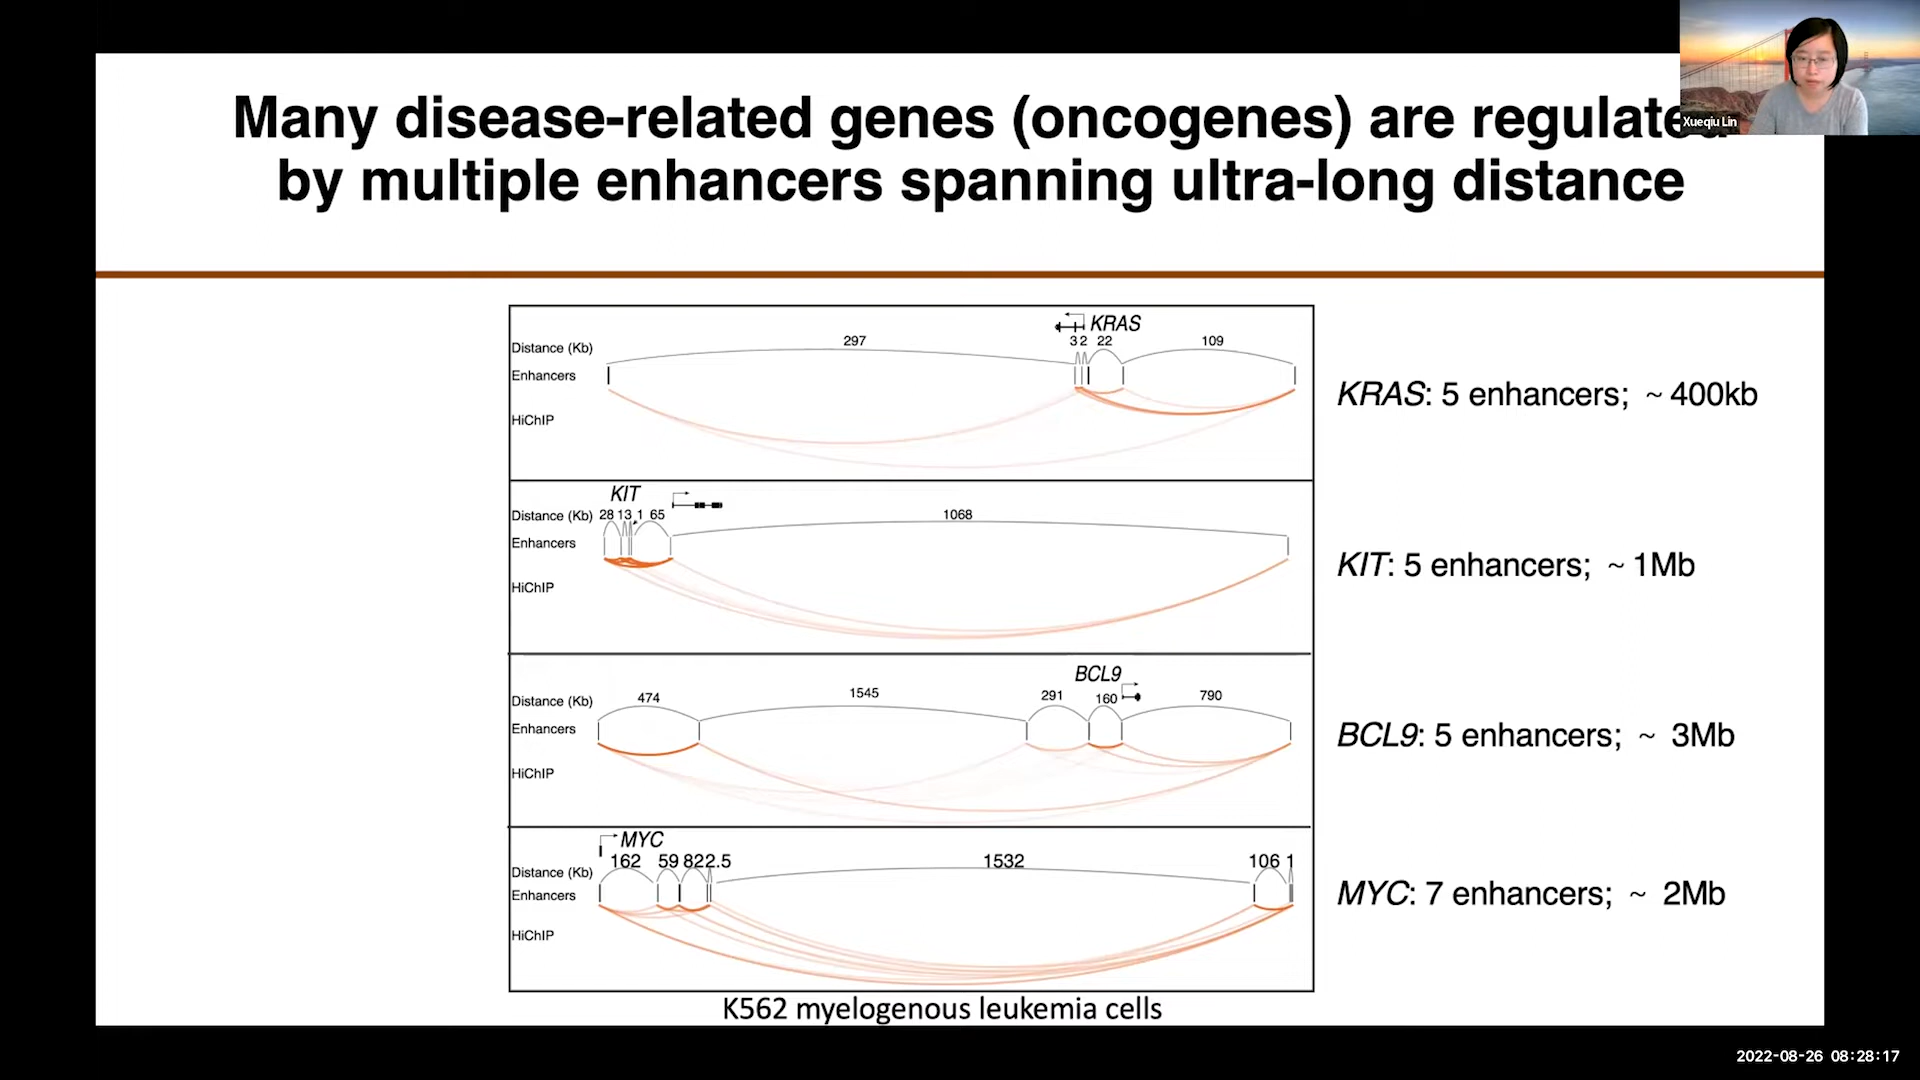 Many disease-related genes (oncogenes) are regulated
by multiple enhancers spanning ultra-long distance
Xueqiu Lin
KRAS
Distance (Kb) 297 3 2 22 109
Enhancers
HiChIP
KRAS: 5 enhancers; ~ 400kb
KIT
Distance (Kb) 28 13 1 65 1068
Enhancers
HiChIP
KIT: 5 enhancers; ~ 1Mb
BCL9
Distance (Kb) 474 1545 291 160 790
Enhancers
HiChIP
BCL9: 5 enhancers; ~ 3Mb
MYC
Distance (Kb) 162 59 82 2.5 1532 106 1
Enhancers
HiChIP
MYC: 7 enhancers; ~ 2Mb
K562 myelogenous leukemia cells
2022-08-26 08:28:17